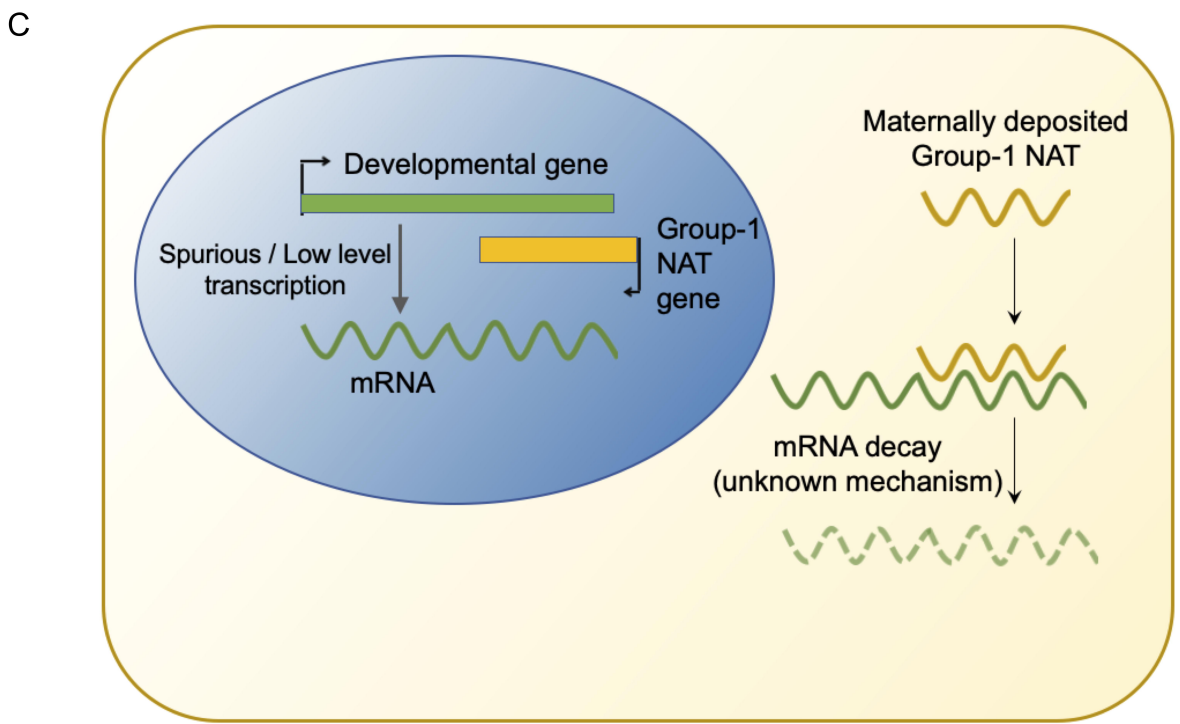 C
Developmental gene
Spurious / Low level
transcription
Group-1
NAT
gene
mRNA
Maternally deposited
Group-1 NAT
mRNA decay
(unknown mechanism)